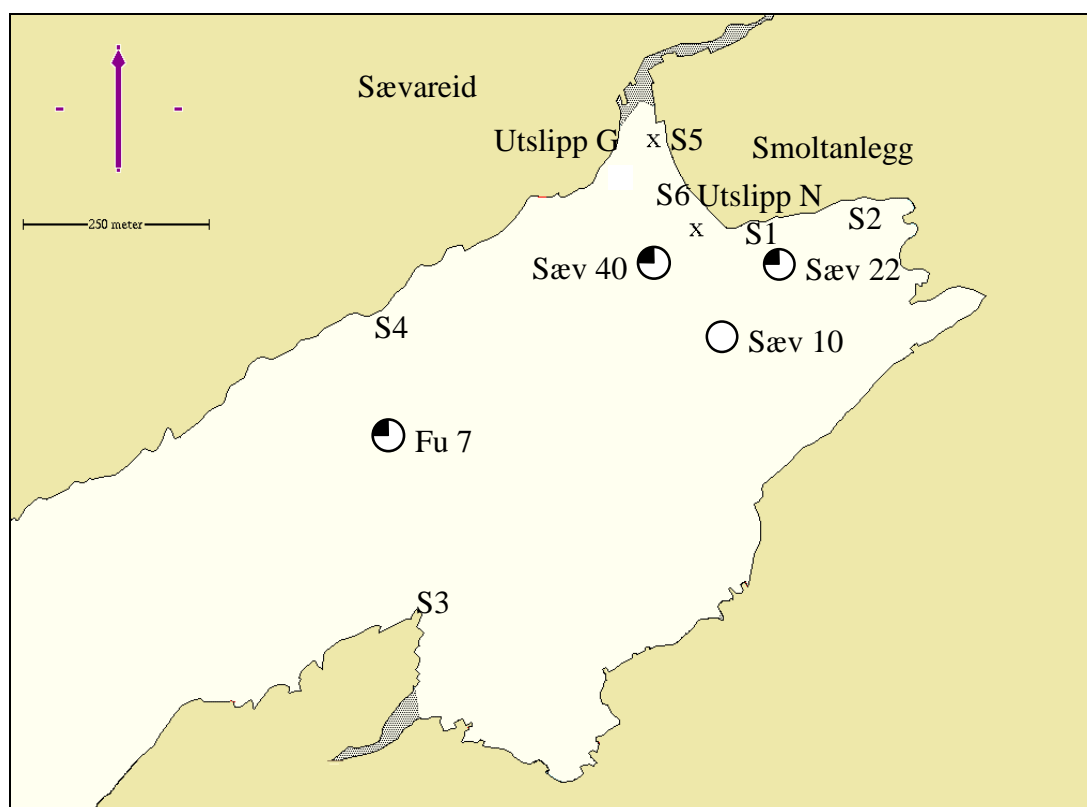 Sævareid
Utslipp G
x
S5
Smoltanlegg
S6
Utslipp N
x
S1
S2
250 meter
Sæv 40
Sæv 22
S4
Sæv 10
Fu 7
S3